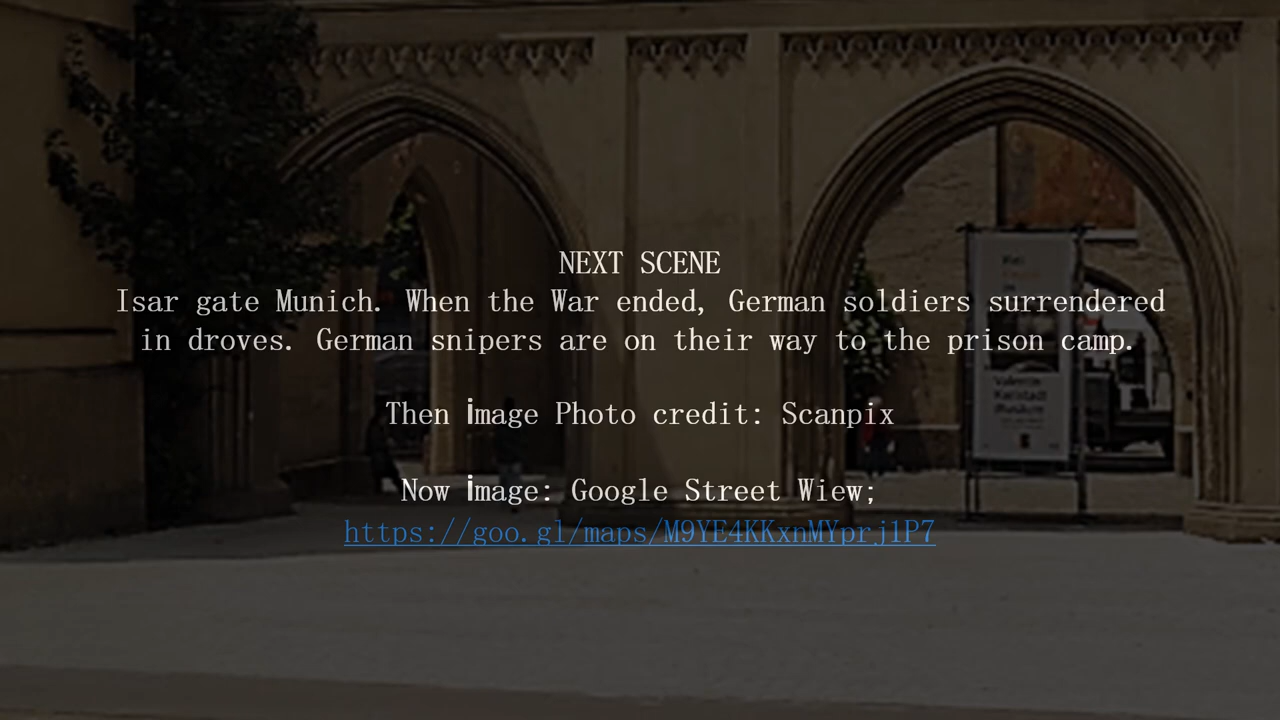 NEXT SCENE
Isar gate Munich. When the War ended, German soldiers surrendered
in droves. German snipers are on their way to the prison camp.
Then image Photo credit: Scanpix
Now image: Google Street Wiew;
https://goo.gl/maps/M9YE4KKxnMYprj1P7
Valentin
Karlstadt